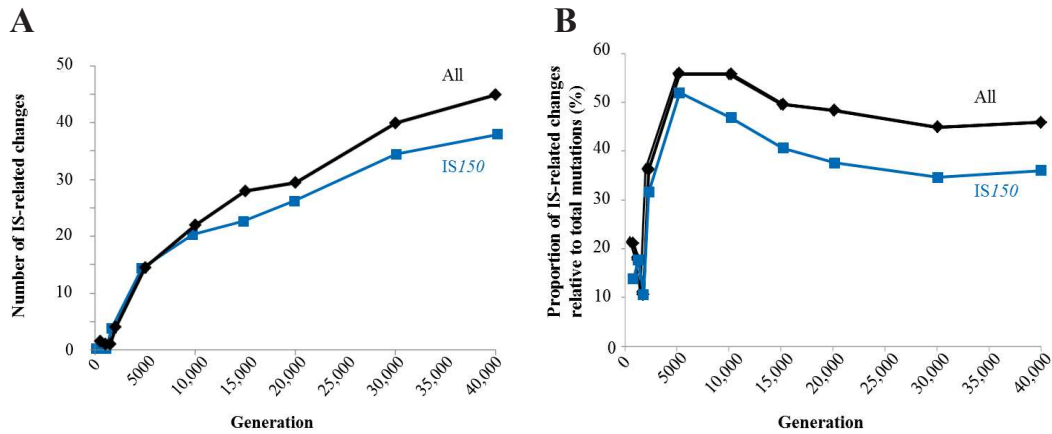 A
Number of IS-related changes
50
40
30
20
10
0
All
IS150
0
5000
10,000
15,000
20,000
25,000
30,000
35,000
40,000
Generation
B
Proportion of IS-related changes
relative to total mutations (%)
60
50
40
30
20
10
0
All
IS150
0
5000
10,000
15,000
20,000
25,000
30,000
35,000
40,000
Generation